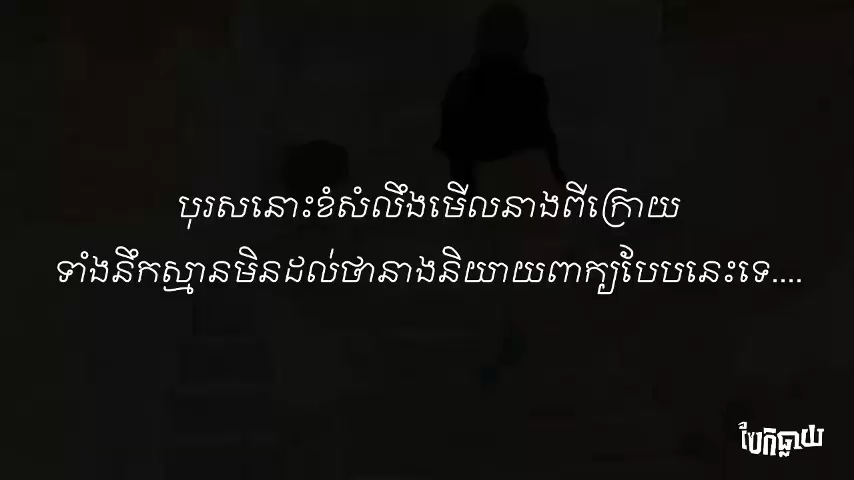 បុរសនោះខំសំលឹងមើលនាងពីក្រោយ
ទាំងនឹកស្មានមិនដល់ថានាងនិយាយពាក្យបែបនេះទេ....
បែកធ្លាយ